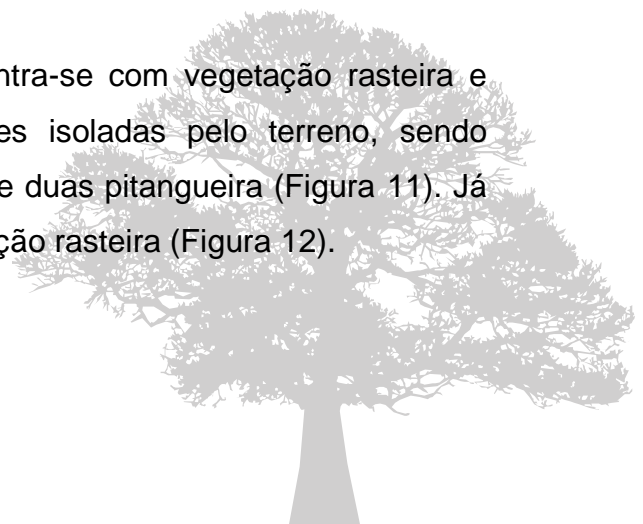 ntra-se com vegetação rasteira e
es isoladas pelo terreno, sendo
e duas pitangueira (Figura 11). Já
ção rasteira (Figura 12).